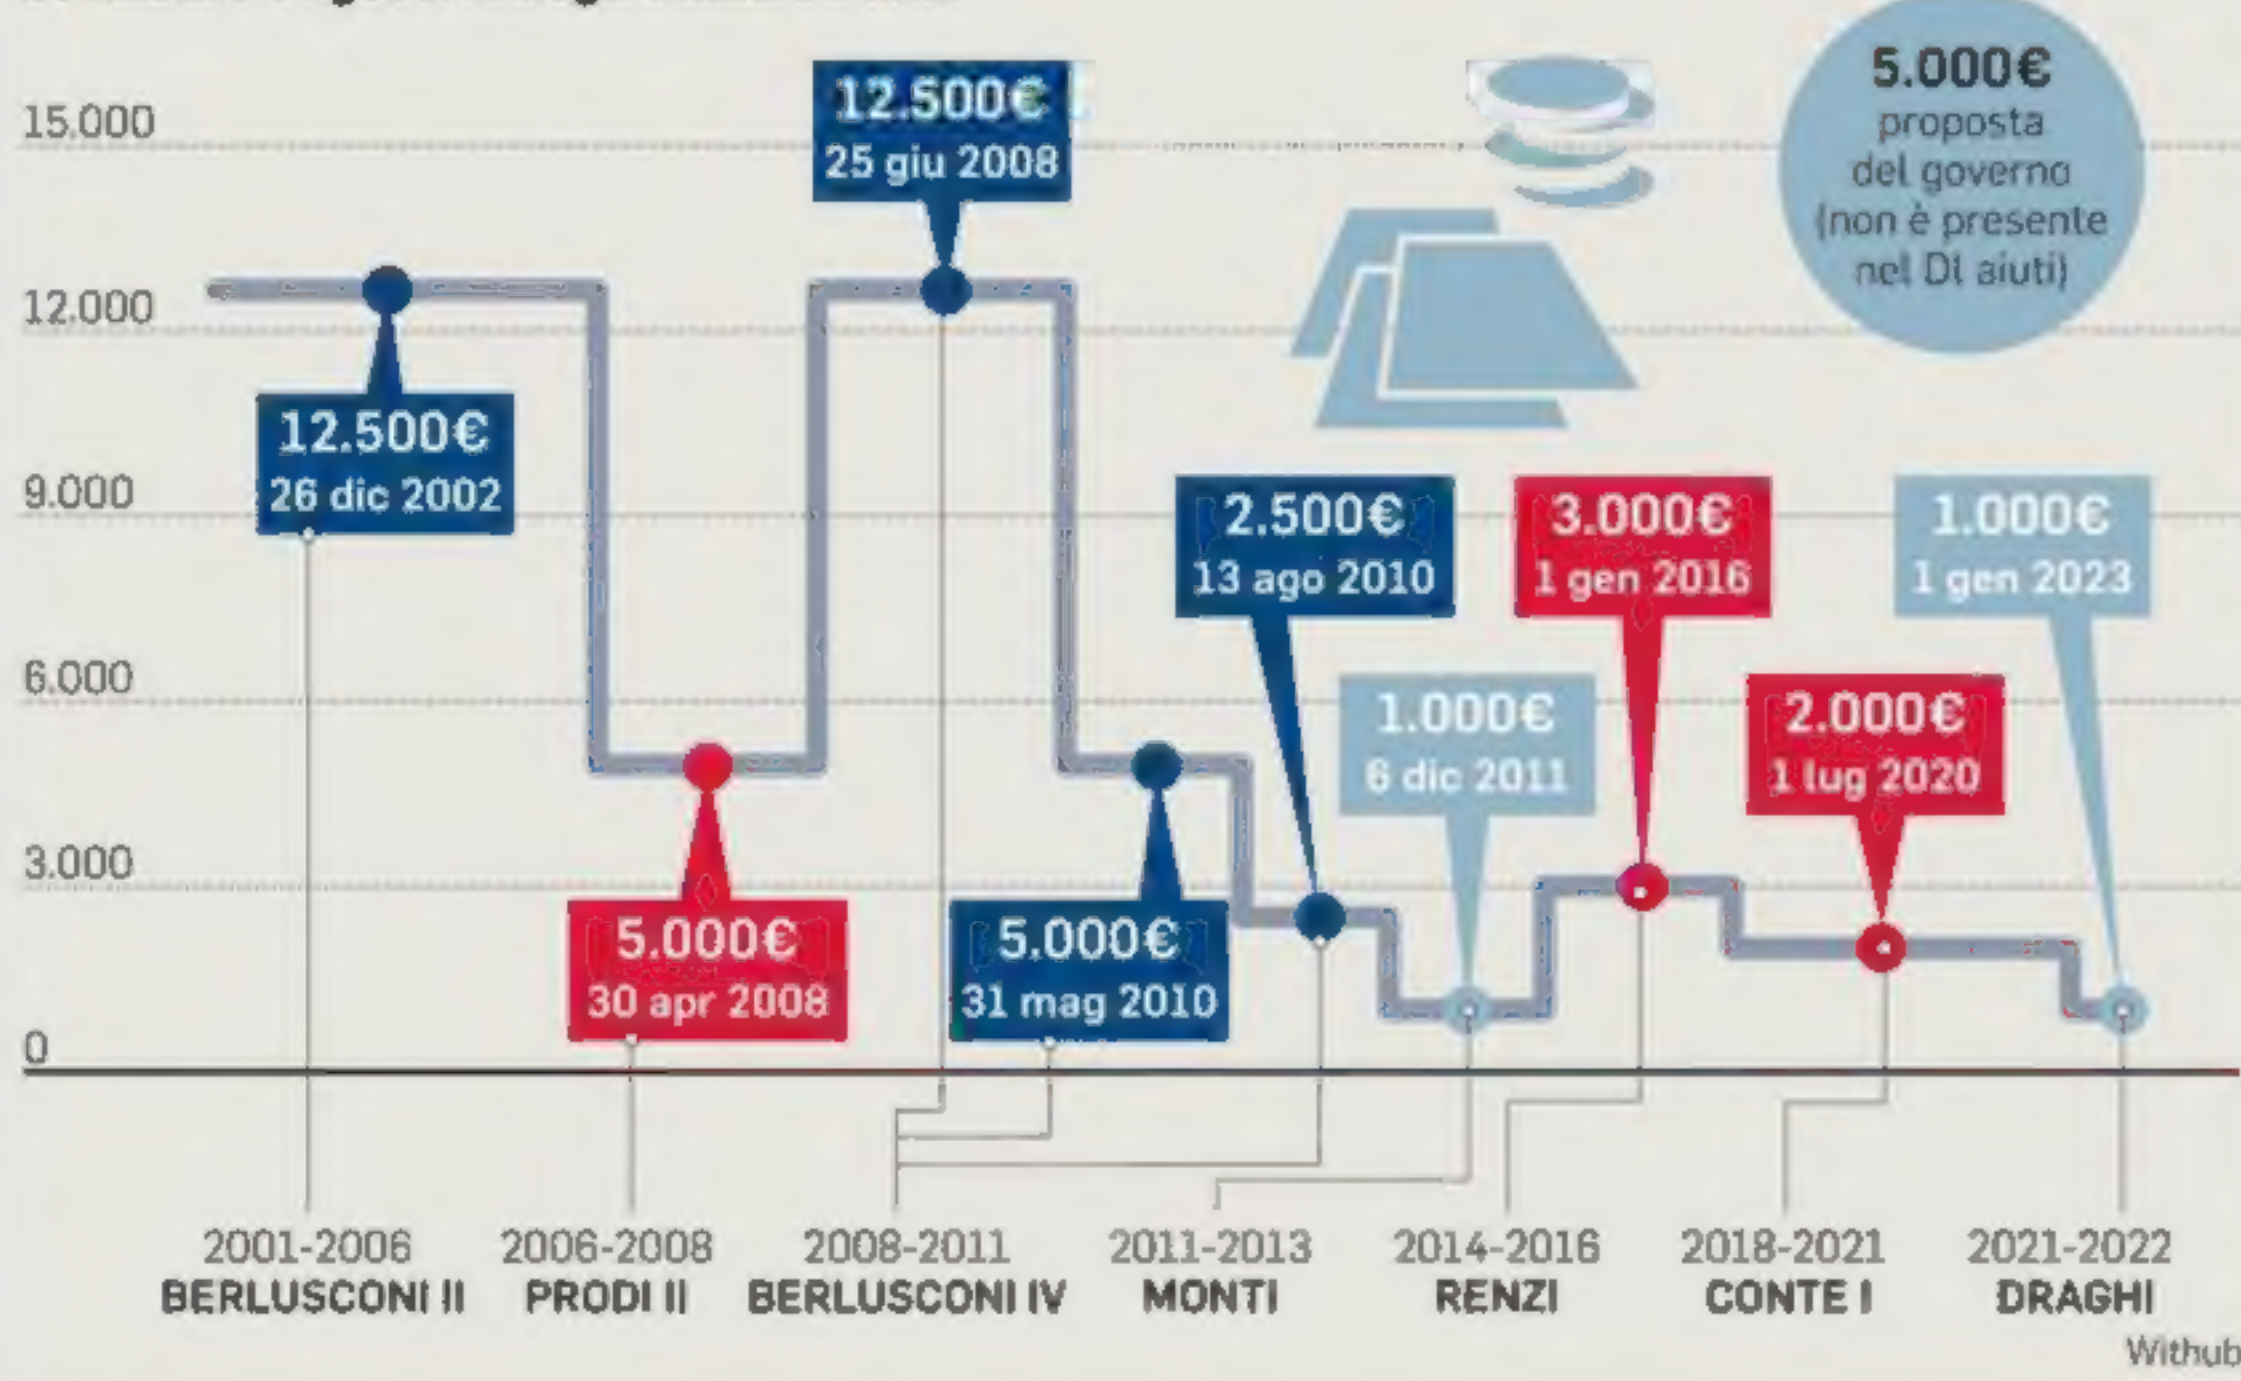 15.000
12.000
9.000
6.000
3.000
0
12.500€
26 dic 2002
5.000€
30 apr 2008
12.500€
25 giu 2008
5.000€
31 mag 2010
2.500€
13 ago 2010
1.000€
6 dic 2011
3.000€
1 gen 2016
2.000€
1 lug 2020
1.000€
1 gen 2023
5.000€
proposta
del governo
(non è presente
nel Dl aiuti)
2001-2006
BERLUSCONI II
2006-2008
PRODI II
2008-2011
BERLUSCONI IV
2011-2013
MONTI
2014-2016
RENZI
2018-2021
CONTE I
2021-2022
DRAGHI
Withub